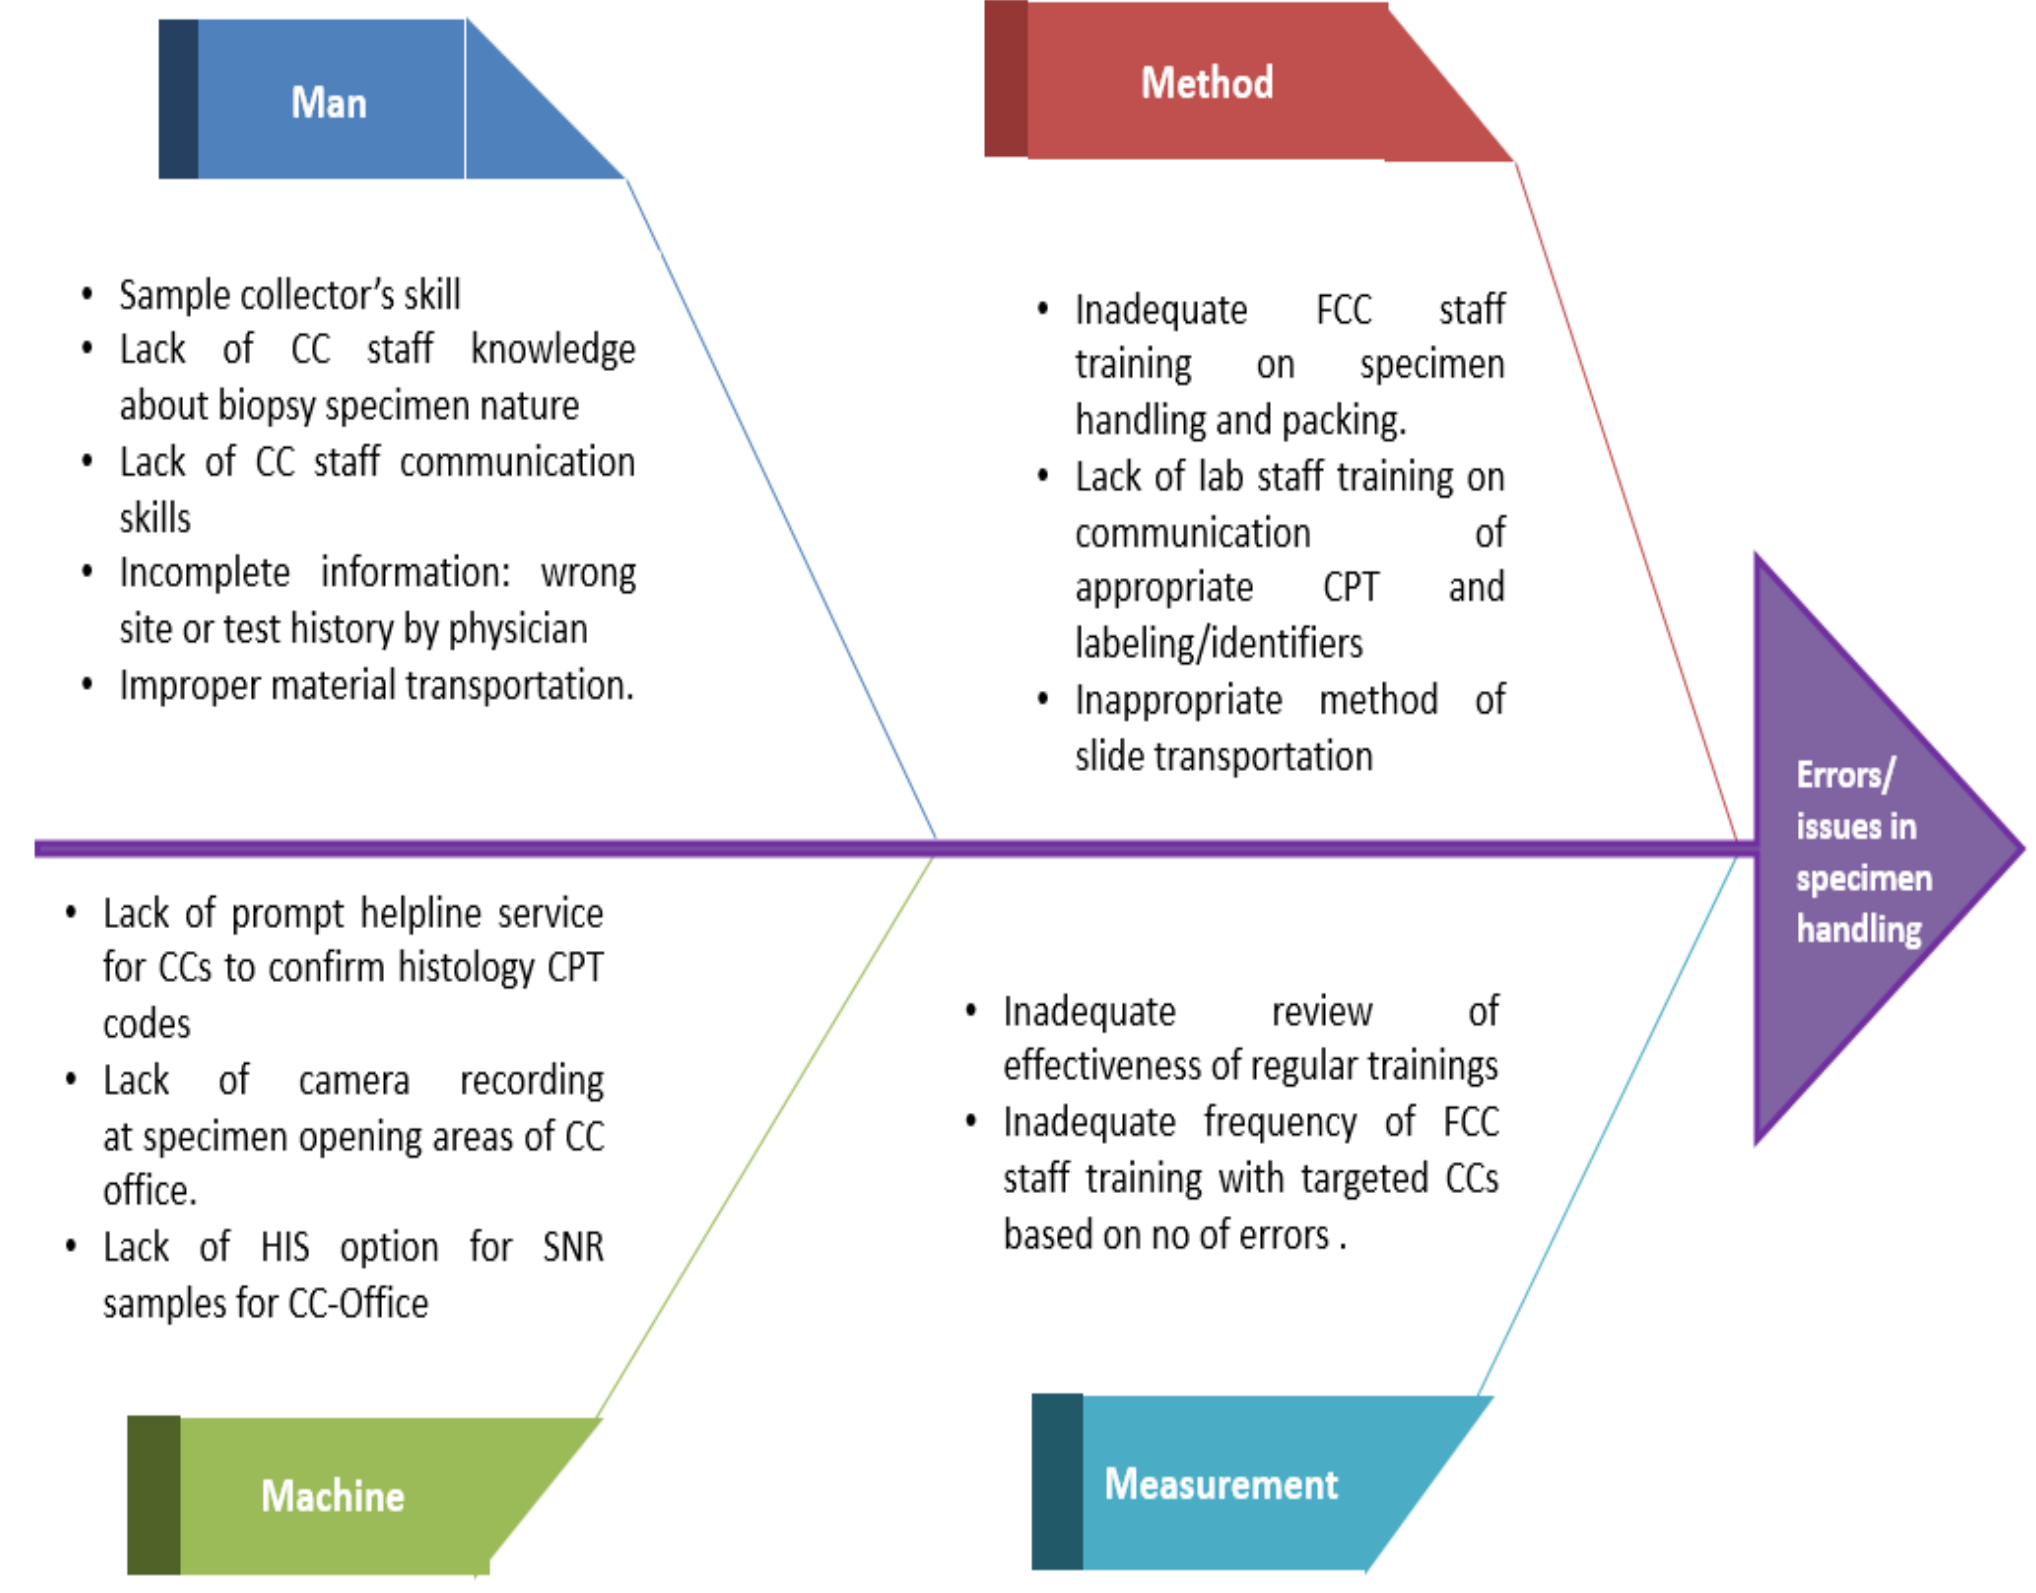 Man
• Sample collector’s skill
• Lack of CC staff knowledge
about biopsy specimen nature
• Lack of CC staff communication
skills
• Incomplete information: wrong
site or test history by physician
• Improper material transportation.
Method
• Inadequate FCC staff
training on specimen
handling and packing.
• Lack of lab staff training on
communication of
appropriate CPT and
labeling/identifiers
• Inappropriate method of
slide transportation
Errors/
issues in
specimen
handling
• Lack of prompt helpline service
for CCs to confirm histology CPT
codes
• Lack of camera recording
at specimen opening areas of CC
office.
• Lack of HIS option for SNR
samples for CC-Office
Machine
• Inadequate review of
effectiveness of regular trainings
• Inadequate frequency of FCC
staff training with targeted CCs
based on no of errors .
Measurement